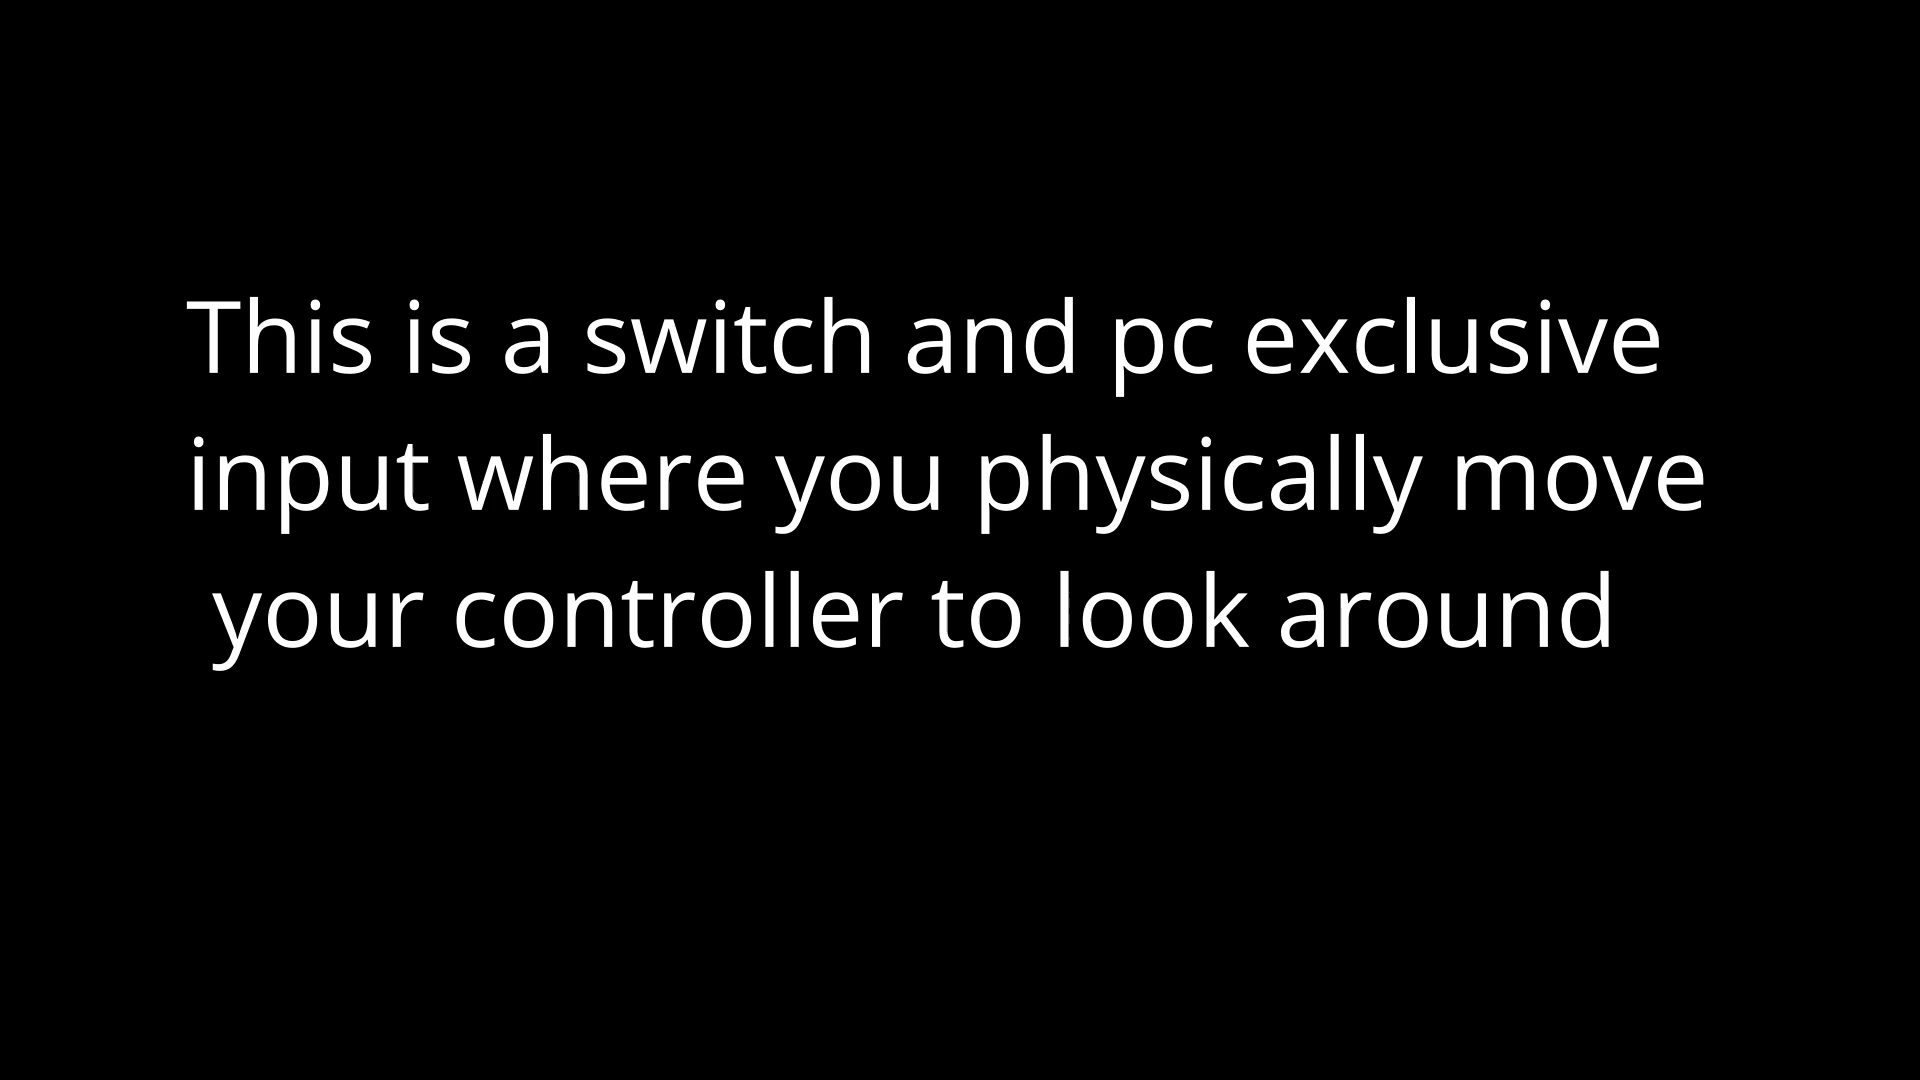 This is a switch and pc exclusive
input where you physically move
your controller to look around